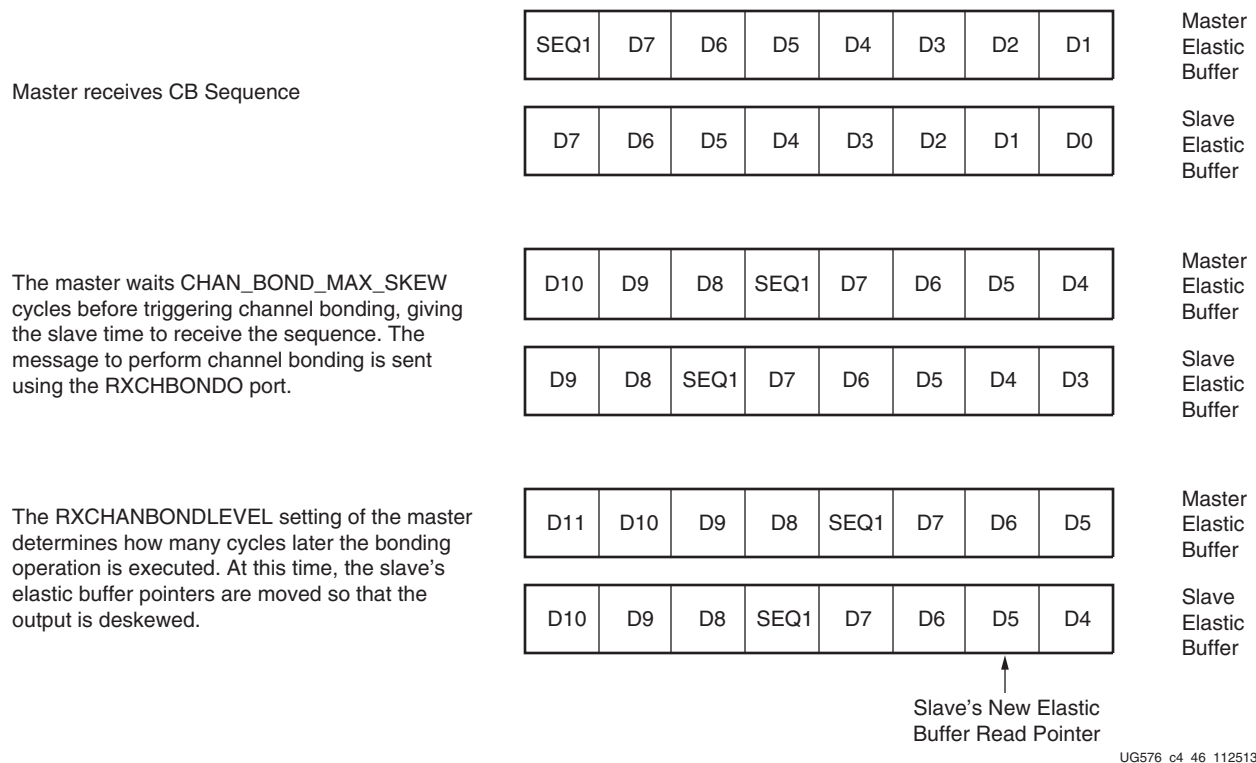 Master receives CB Sequence
SEQ1 D7 D6 D5 D4 D3 D2 D1
Master
Elastic
Buffer
D7 D6 D5 D4 D3 D2 D1 D0
Slave
Elastic
Buffer
The master waits CHAN_BOND_MAX_SKEW
cycles before triggering channel bonding, giving
the slave time to receive the sequence. The
message to perform channel bonding is sent
using the RXCHBONDO port.
D10 D9 D8 SEQ1 D7 D6 D5 D4
Master
Elastic
Buffer
D9 D8 SEQ1 D7 D6 D5 D4 D3
Slave
Elastic
Buffer
The RXCHANBONDLEVEL setting of the master
determines how many cycles later the bonding
operation is executed. At this time, the slave's
elastic buffer pointers are moved so that the
output is deskewed.
D11 D10 D9 D8 SEQ1 D7 D6 D5
Master
Elastic
Buffer
D10 D9 D8 SEQ1 D7 D6 D5 D4
Slave
Elastic
Buffer
Slave's New Elastic
Buffer Read Pointer
UG576_c4_46_112513